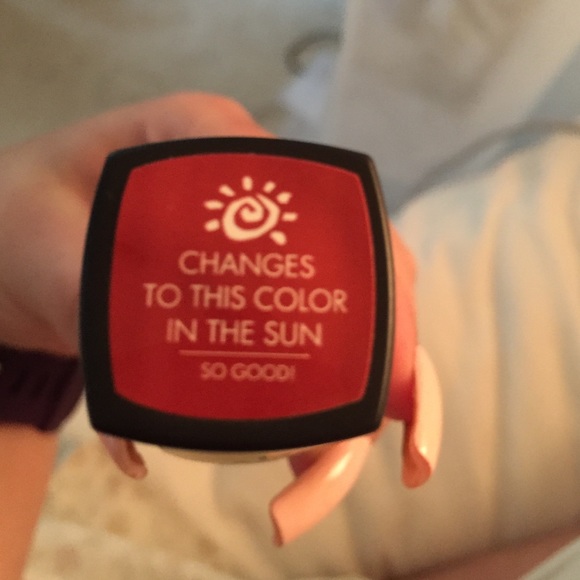 CHANGES
TO THIS COLOR
IN THE SUN
SO GOOD!